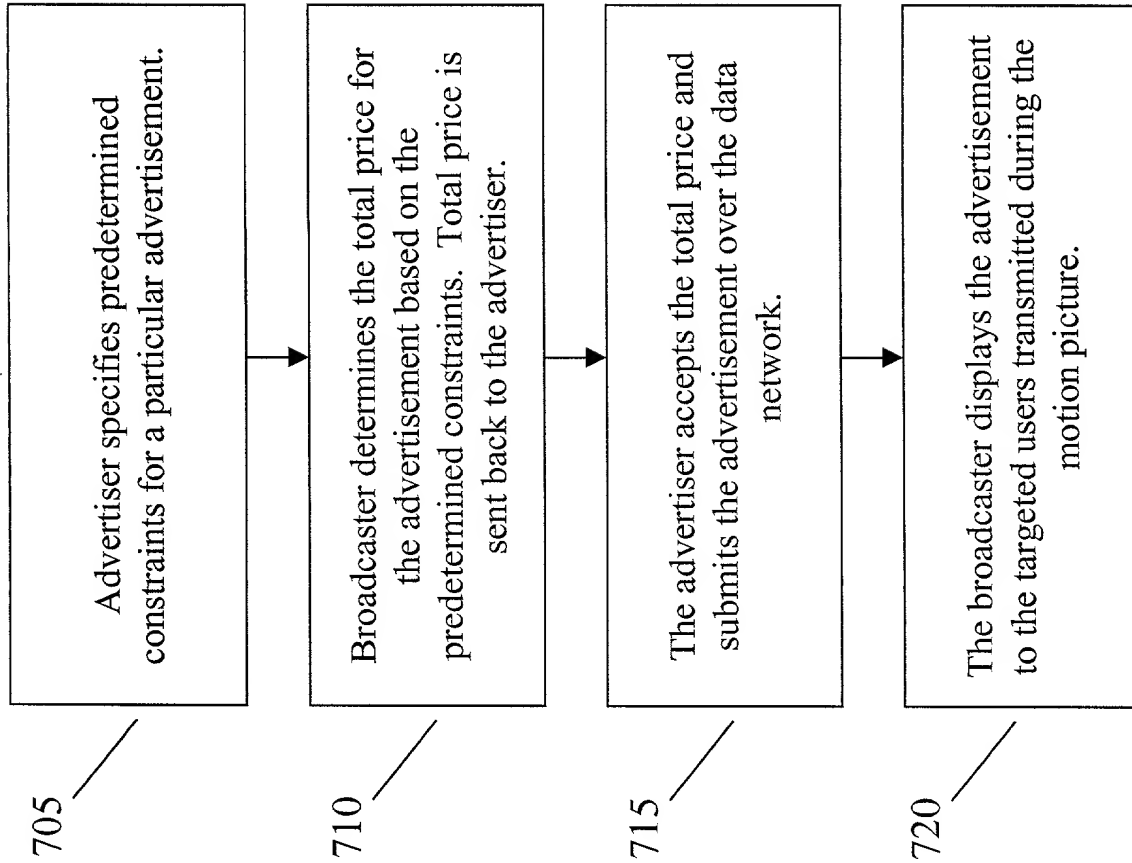 705
Advertiser specifies predetermined
constraints for a particular advertisement.
710
Broadcaster determines the total price for
the advertisement based on the
predetermined constraints.  Total price is
sent back to the advertiser.
715
The advertiser accepts the total price and
submits the advertisement over the data
network.
720
The broadcaster displays the advertisement
to the targeted users transmitted during the
motion picture.